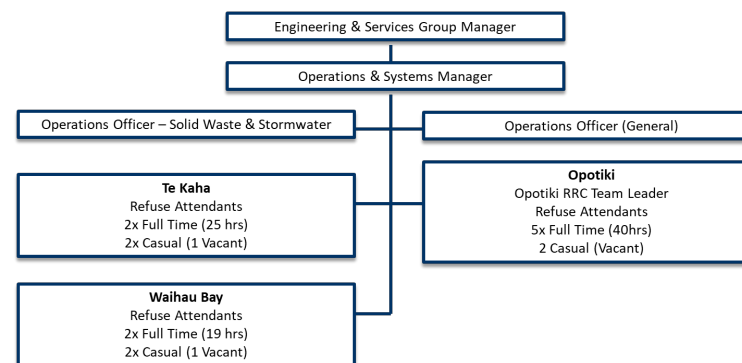 Engineering & Services Group Manager
Operations & Systems Manager
Operations Officer – Solid Waste & Stormwater
Operations Officer (General)
Te Kaha
Refuse Attendants
2x Full Time (25 hrs)
2x Casual (1 Vacant)
Opotiki
Opotiki RRC Team Leader
Refuse Attendants
5x Full Time (40hrs)
2 Casual (Vacant)
Waihau Bay
Refuse Attendants
2x Full Time (19 hrs)
2x Casual (1 Vacant)